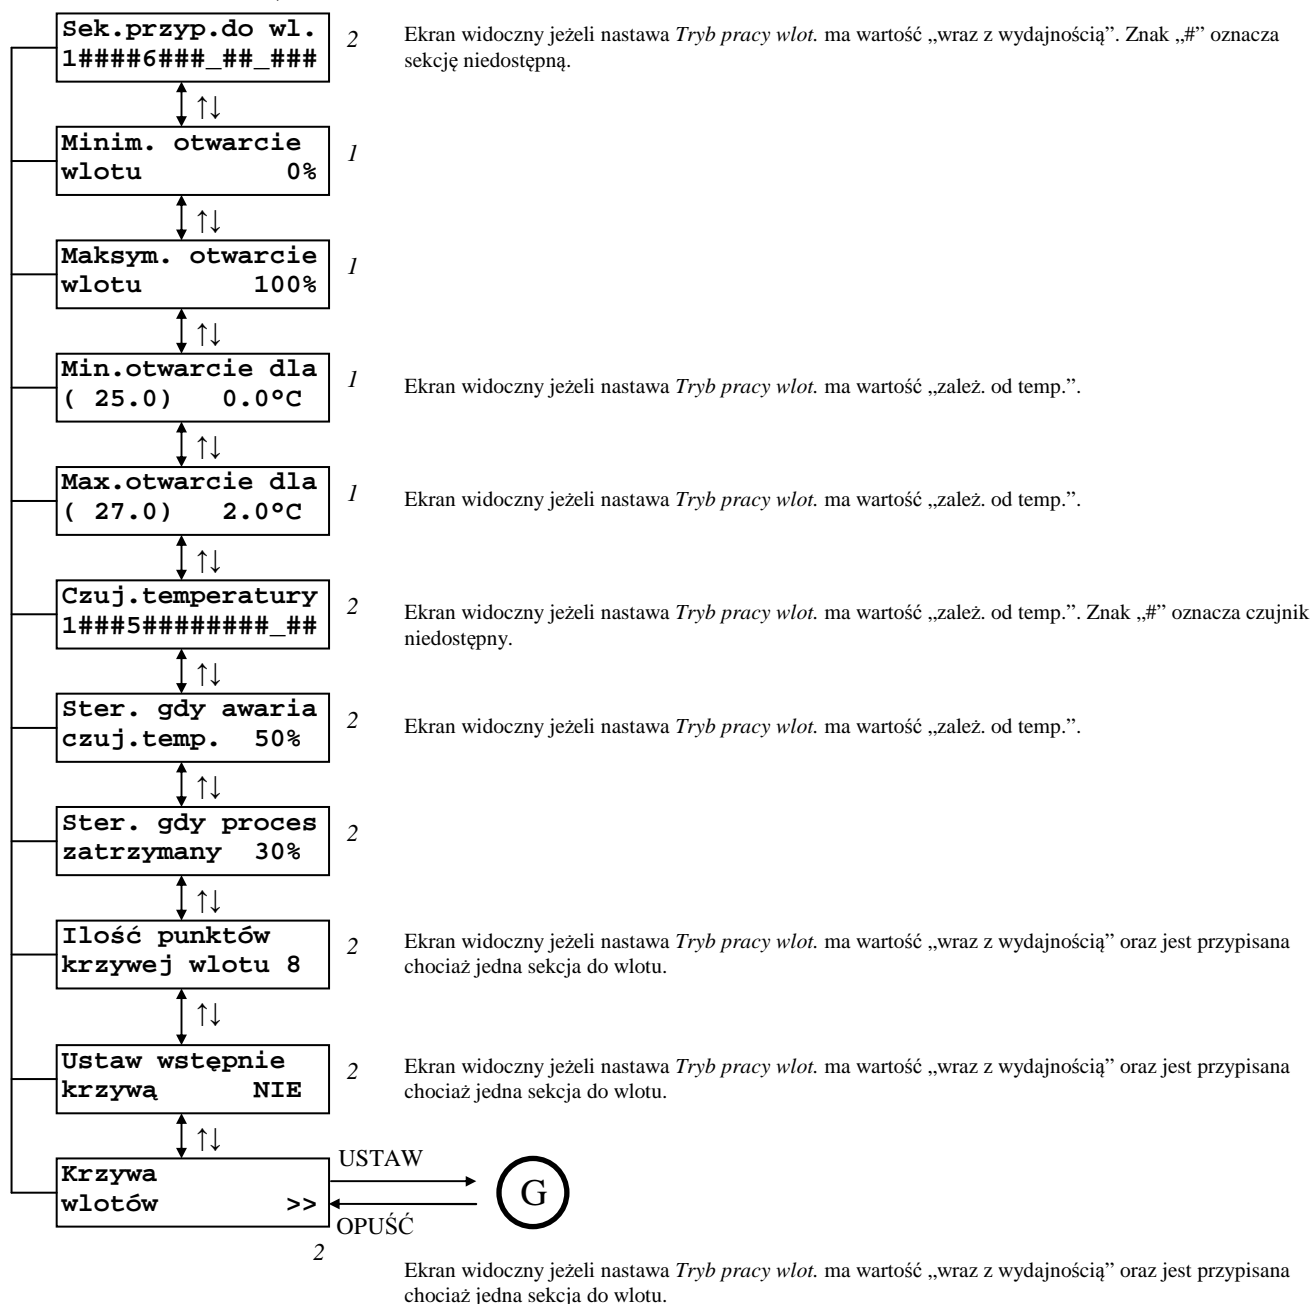 Sek.przyp.do wl.
1####6###_##_###
2
Ekran widoczny jeżeli nastawa Tryb pracy wlot. ma wartość „wraz z wydajnością”. Znak „#” oznacza
sekcję niedostępną.
↑↓
Minim. otwarcie
wlotu 0%
1
↑↓
Maksym. otwarcie
wlotu 100%
1
↑↓
Min.otwarcie dla
( 25.0) 0.0°C
1
Ekran widoczny jeżeli nastawa Tryb pracy wlot. ma wartość „zależ. od temp.”.
↑↓
Max.otwarcie dla
( 27.0) 2.0°C
1
Ekran widoczny jeżeli nastawa Tryb pracy wlot. ma wartość „zależ. od temp.”.
↑↓
Czuj.temperatury
1###5########_##
2
Ekran widoczny jeżeli nastawa Tryb pracy wlot. ma wartość „zależ. od temp.”. Znak „#” oznacza czujnik
niedostępny.
↑↓
Ster. gdy awaria
czuj.temp. 50%
2
Ekran widoczny jeżeli nastawa Tryb pracy wlot. ma wartość „zależ. od temp.”.
↑↓
Ster. gdy proces
zatrzymany 30%
2
↑↓
Ilość punktów
krzywej wlotu 8
2
Ekran widoczny jeżeli nastawa Tryb pracy wlot. ma wartość „wraz z wydajnością” oraz jest przypisana
chociaż jedna sekcja do wlotu.
↑↓
Ustaw wstępnie
krzywą NIE
2
Ekran widoczny jeżeli nastawa Tryb pracy wlot. ma wartość „wraz z wydajnością” oraz jest przypisana
chociaż jedna sekcja do wlotu.
↑↓
Krzywa
wlotów >>
USTAW
G
OPUŚĆ
2
Ekran widoczny jeżeli nastawa Tryb pracy wlot. ma wartość „wraz z wydajnością” oraz jest przypisana
chociaż jedna sekcja do wlotu.